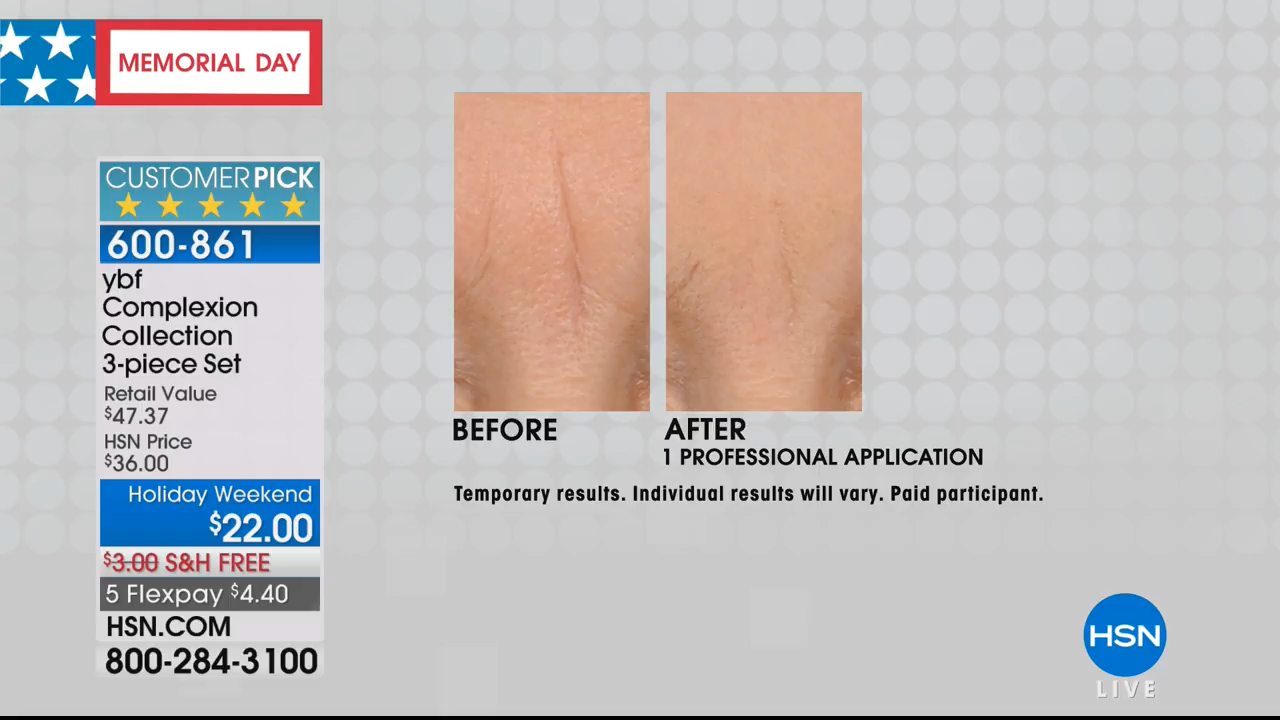 MEMORIAL DAY
CUSTOMERPICK
600-861
ybf
Complexion
Collection
3-piece Set
Retail Value
$47.37
HSN Price
$36.00
Holiday Weekend
$22.00
$3.00 S&H FREE
5 Flexpay $4.40
HSN.COM
800-284-3100
BEFORE
AFTER
1 PROFESSIONAL APPLICATION
Temporary results. Individual results will vary. Paid participant.
HSN
LIVE